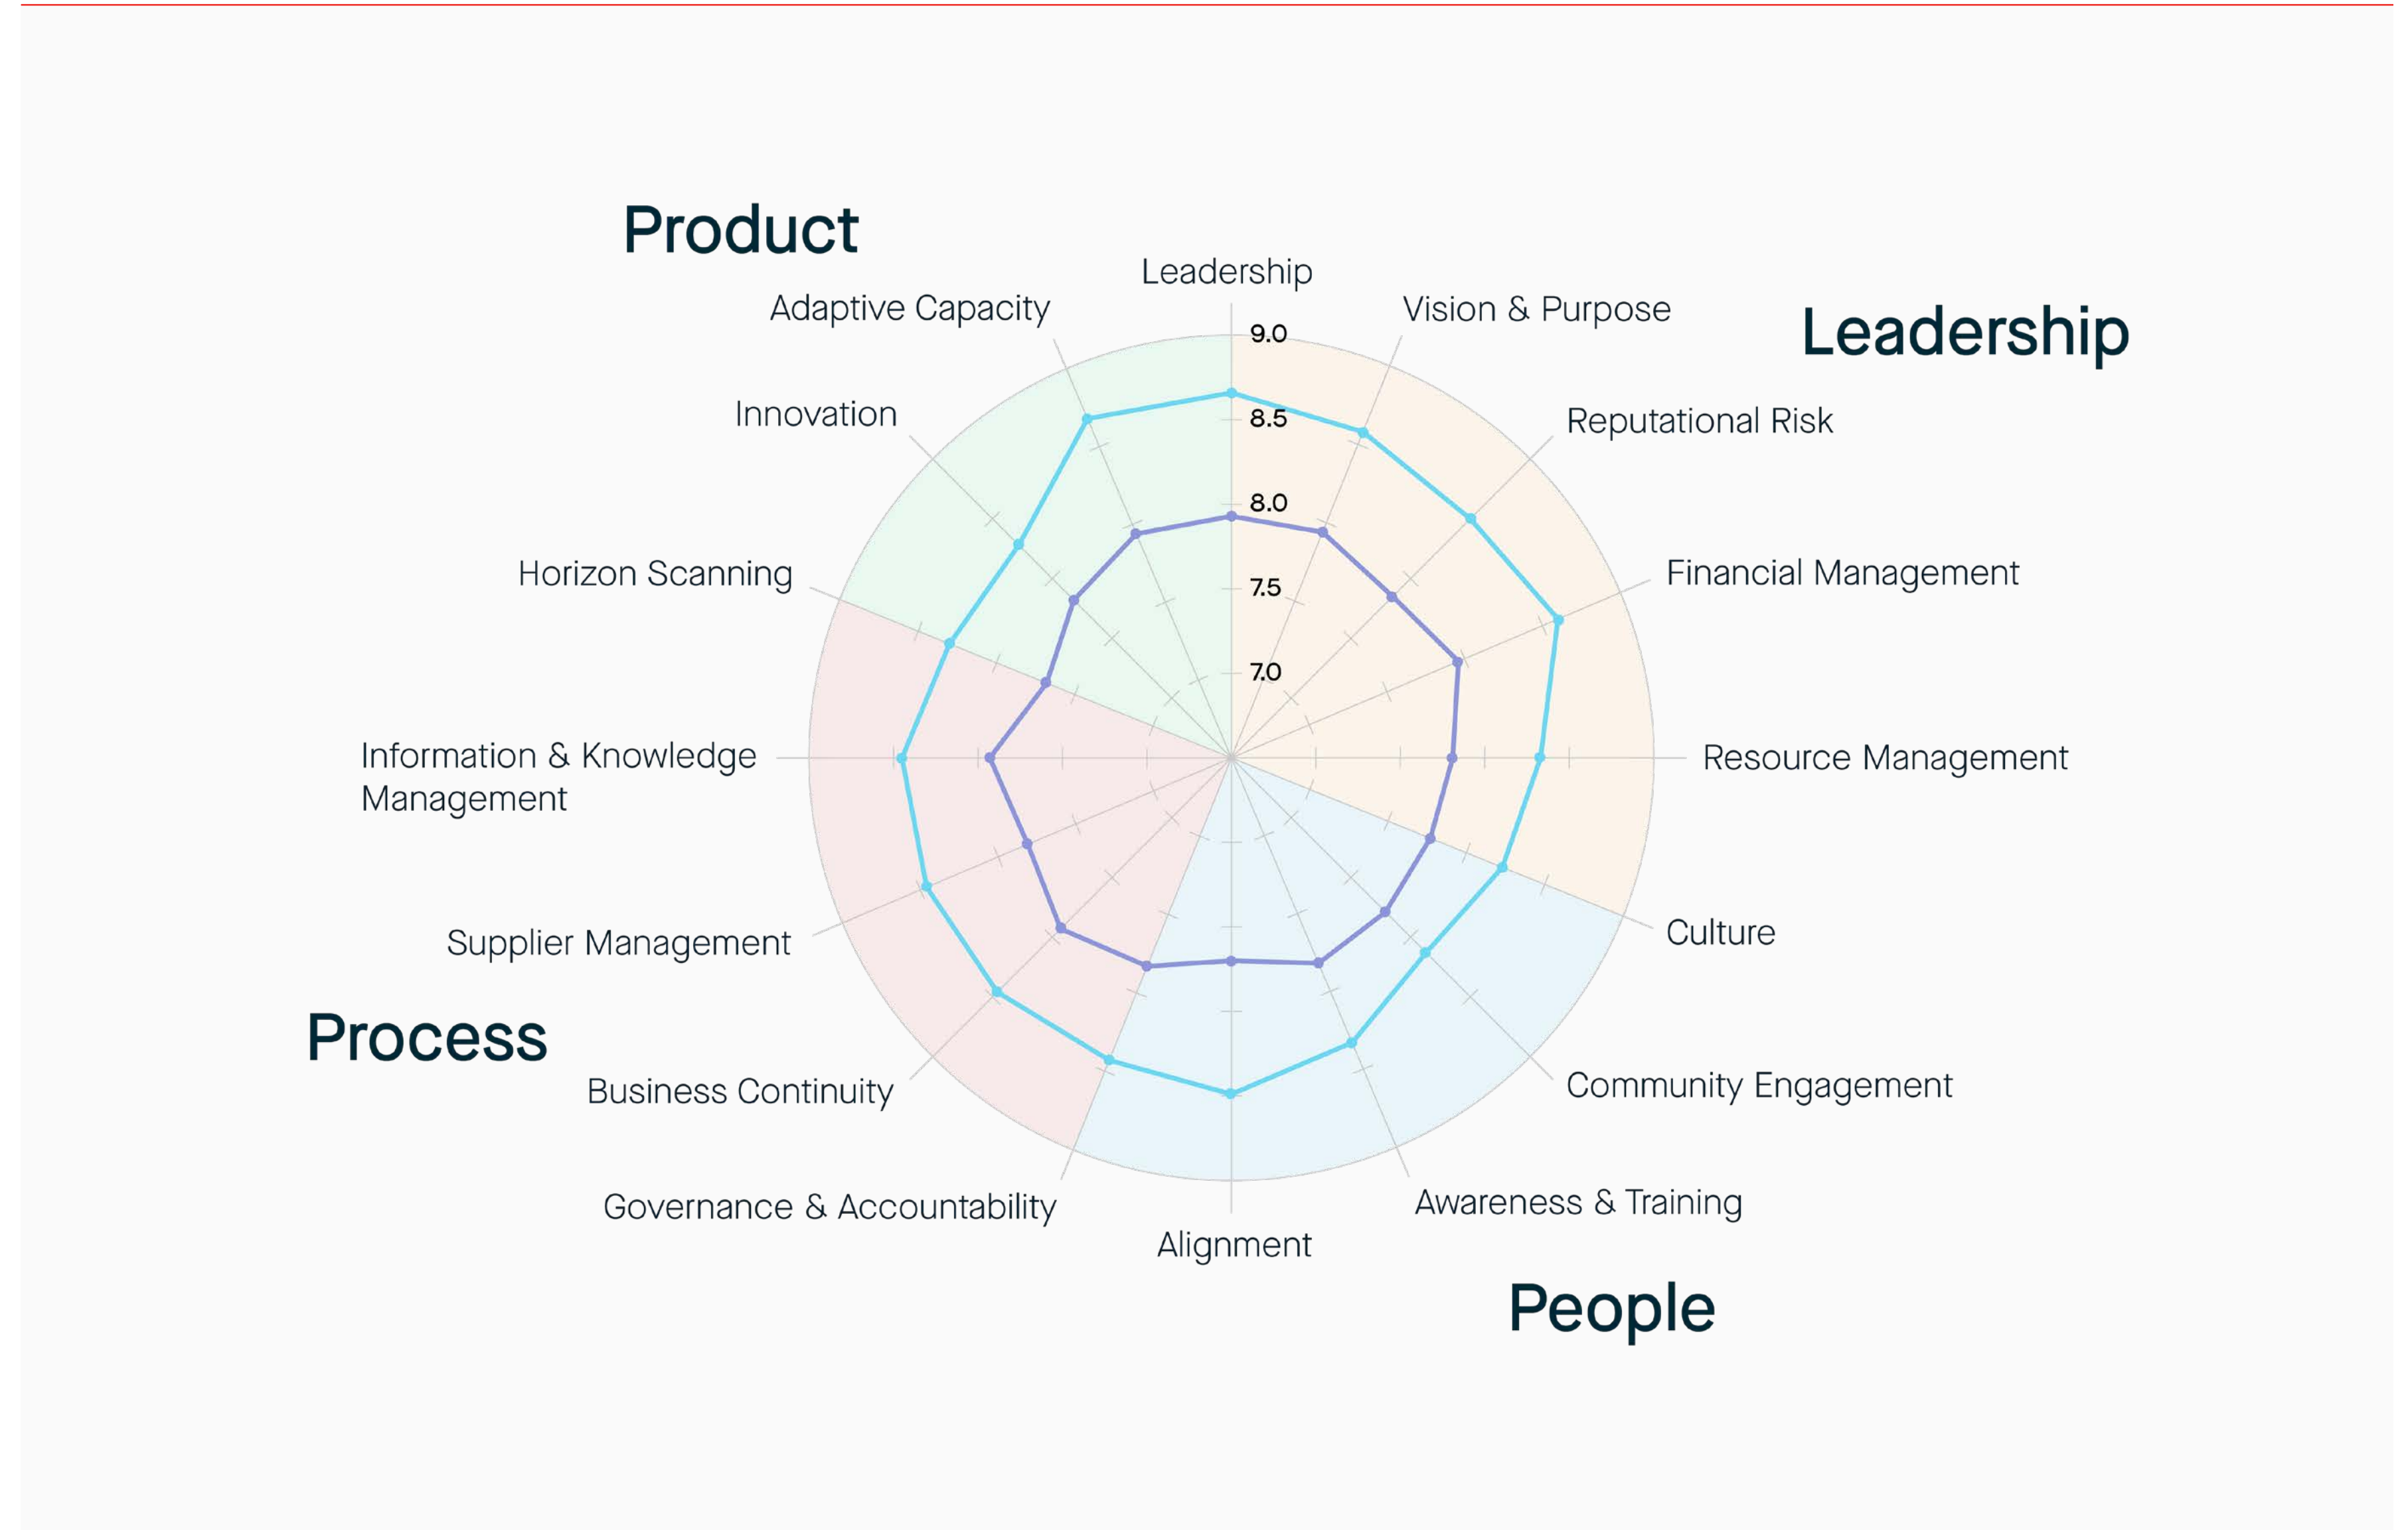 Product
Leadership
Adaptive Capacity
Vision & Purpose
Leadership
9.0
Innovation
Reputational Risk
8.5
8.0
Horizon Scanning
Financial Management
7.5
7.0
Information & Knowledge
Management
Resource Management
Supplier Management
Culture
Process
Business Continuity
Community Engagement
Governance & Accountability
Awareness & Training
Alignment
People